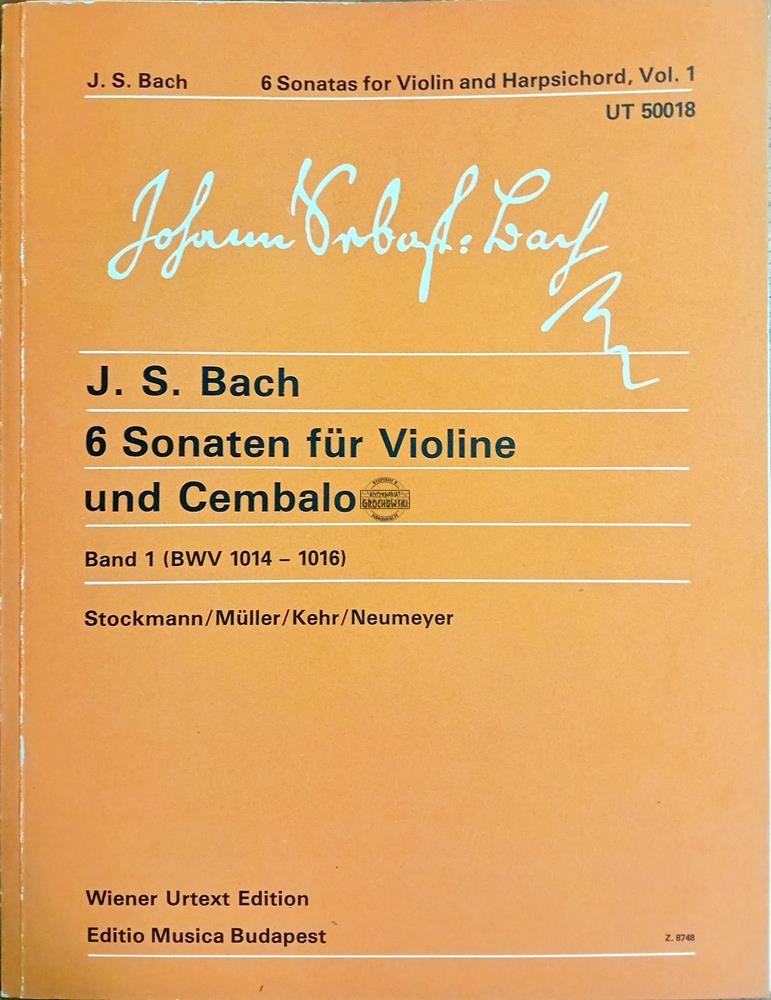 J. S. Bach 6 Sonatas for Violin and Harpsichord, Vol. 1
UT 50018
Johann Sebast: Bach
J. S. Bach
6 Sonaten für Violine
und Cembalo
GROCHOWSKI
Band 1 (BWV 1014 – 1016)
Stockmann/Müller/Kehr/Neumeyer
Wiener Urtext Edition
Editio Musica Budapest
Z. 8748